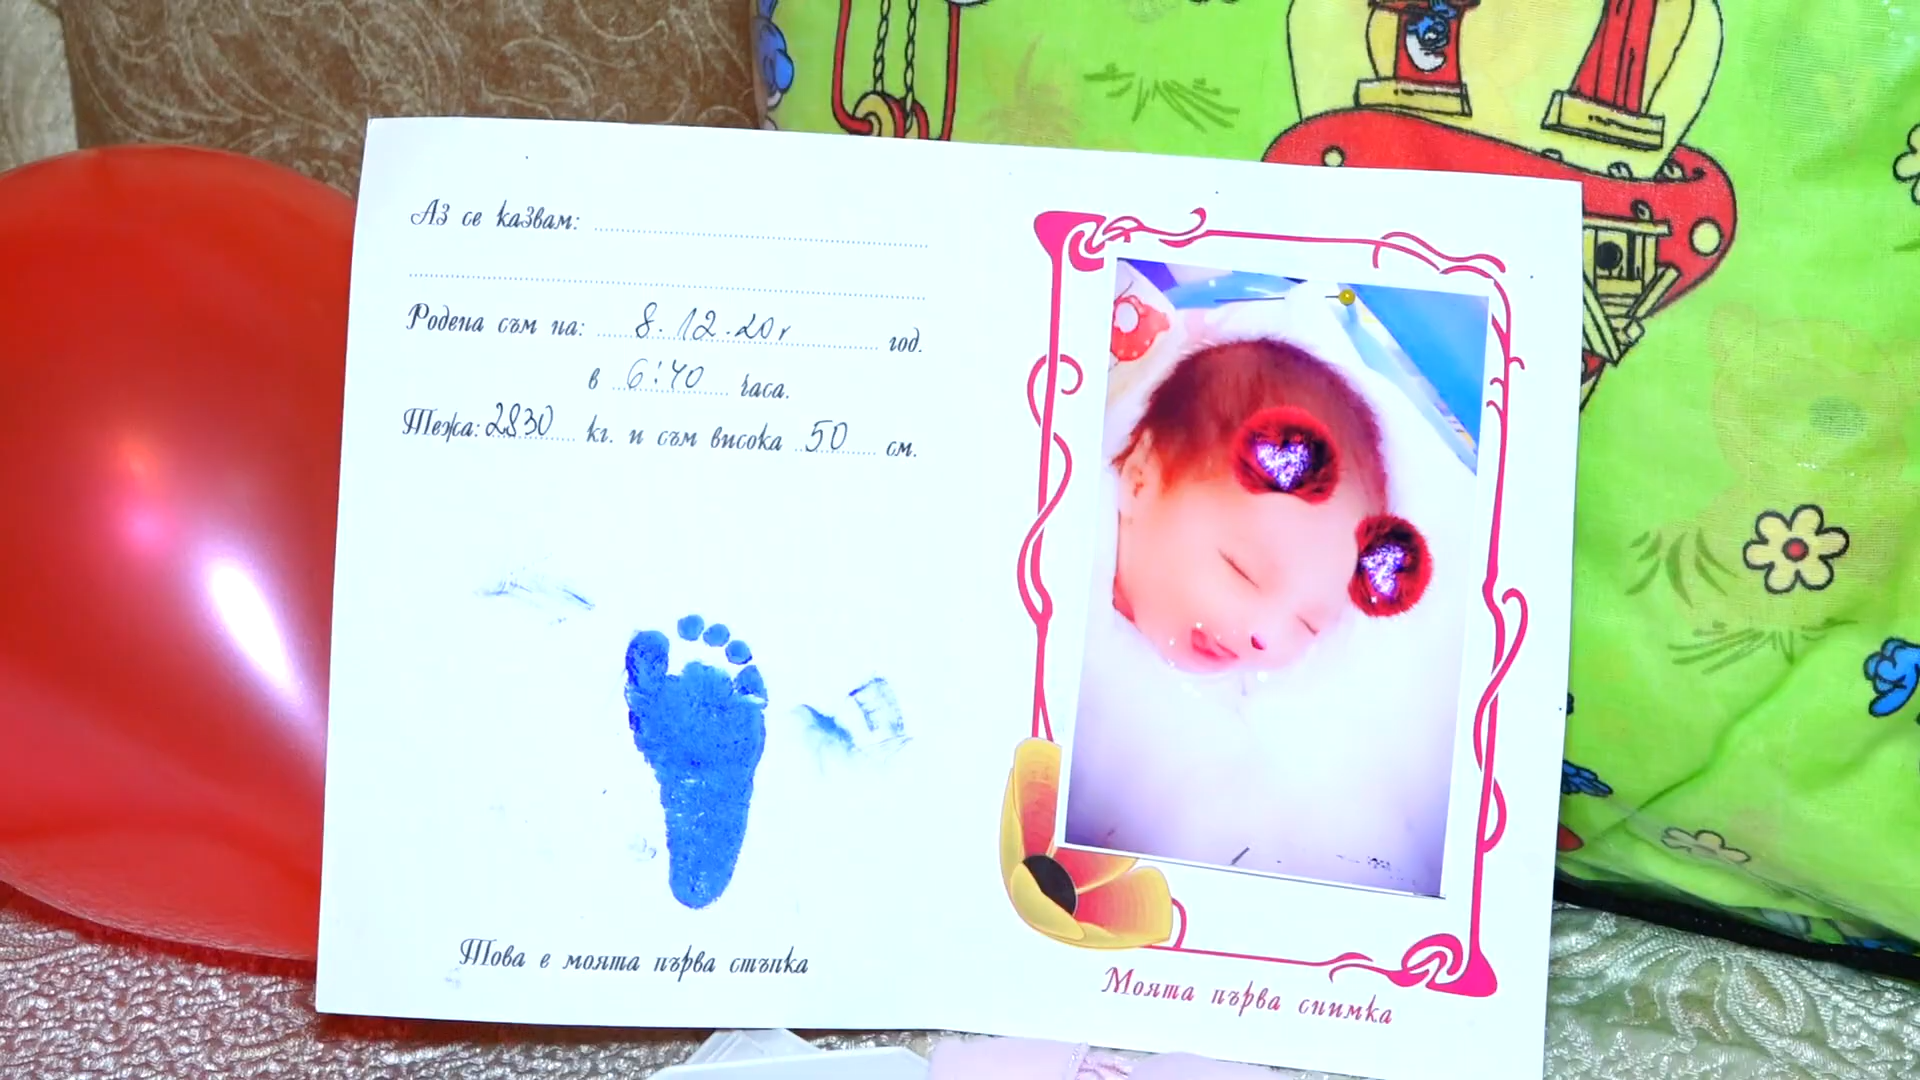 Аз се казвам:
Родена съм на: 8.12.20г год.
в 6:40 часа.
Тежа: 2830 кг. и съм висока 50 см.
Това е моята първа стъпка
Моята първа снимка